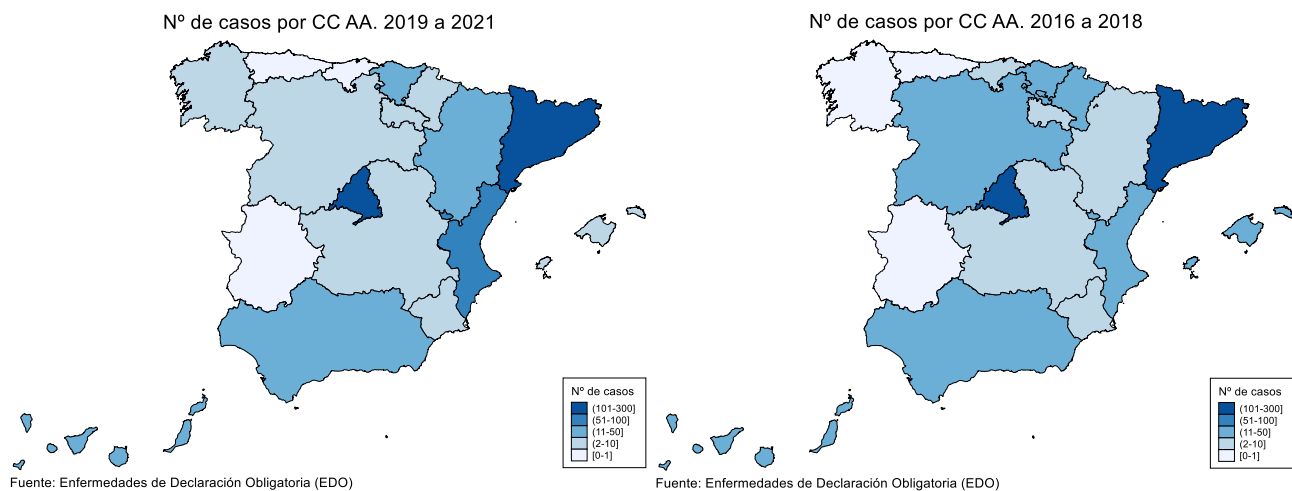 Nº de casos por CC AA. 2019 a 2021
Nº de casos
(101-300]
(51-100]
(11-50]
(2-10]
[0-1]
Fuente: Enfermedades de Declaración Obligatoria (EDO)
Nº de casos por CC AA. 2016 a 2018
Nº de casos
(101-300]
(51-100]
(11-50]
(2-10]
[0-1]
Fuente: Enfermedades de Declaración Obligatoria (EDO)